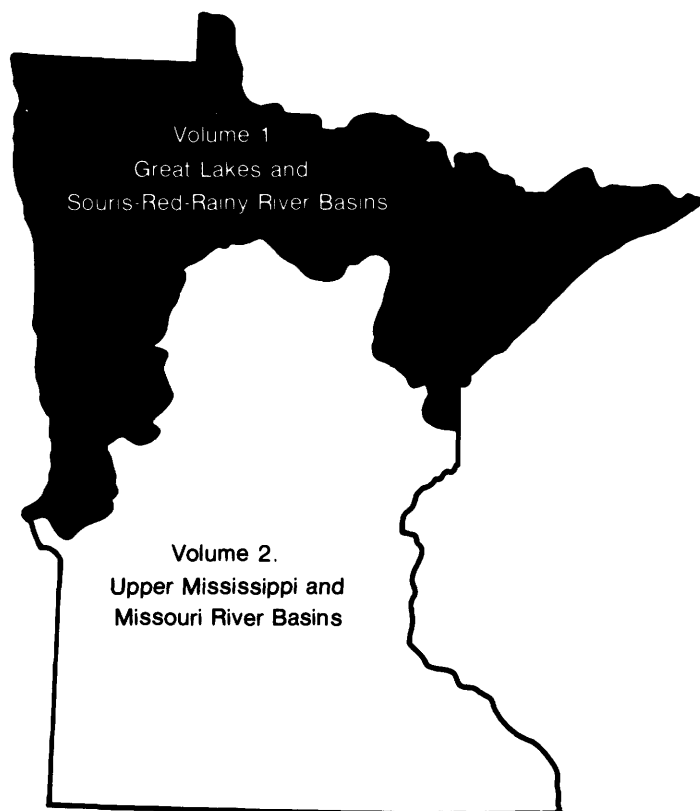 Volume 1
Great Lakes and
Souris-Red-Rainy River Basins
Volume 2.
Upper Mississippi and
Missouri River Basins